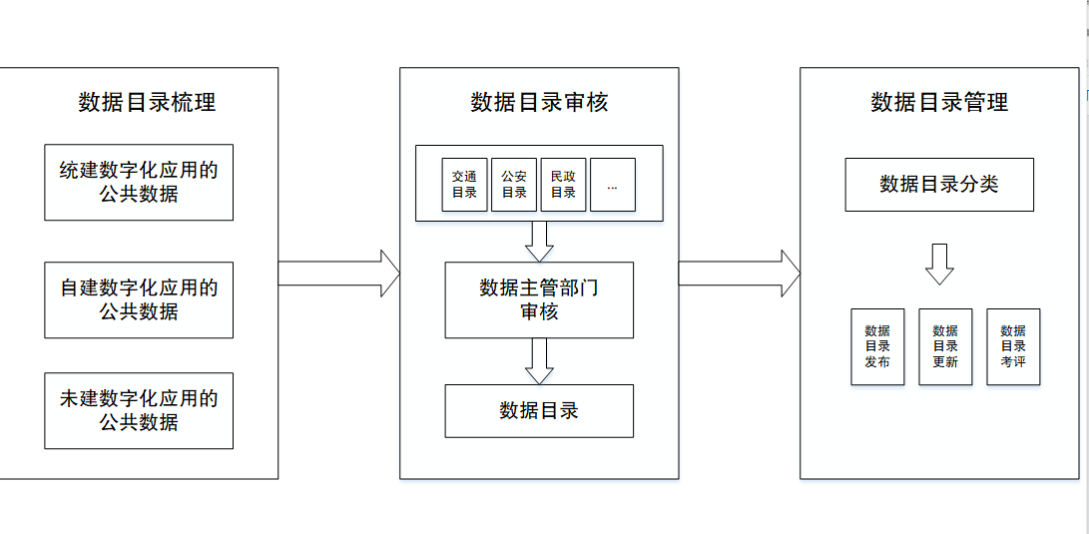 数据目录梳理
统建数字化应用的
公共数据
自建数字化应用的
公共数据
未建数字化应用的
公共数据
数据目录审核
交通
目录
公安
目录
民政
目录
...
数据主管部门
审核
数据目录
数据目录管理
数据目录分类
数据
目录
发布
数据
目录
更新
数据
目录
考评